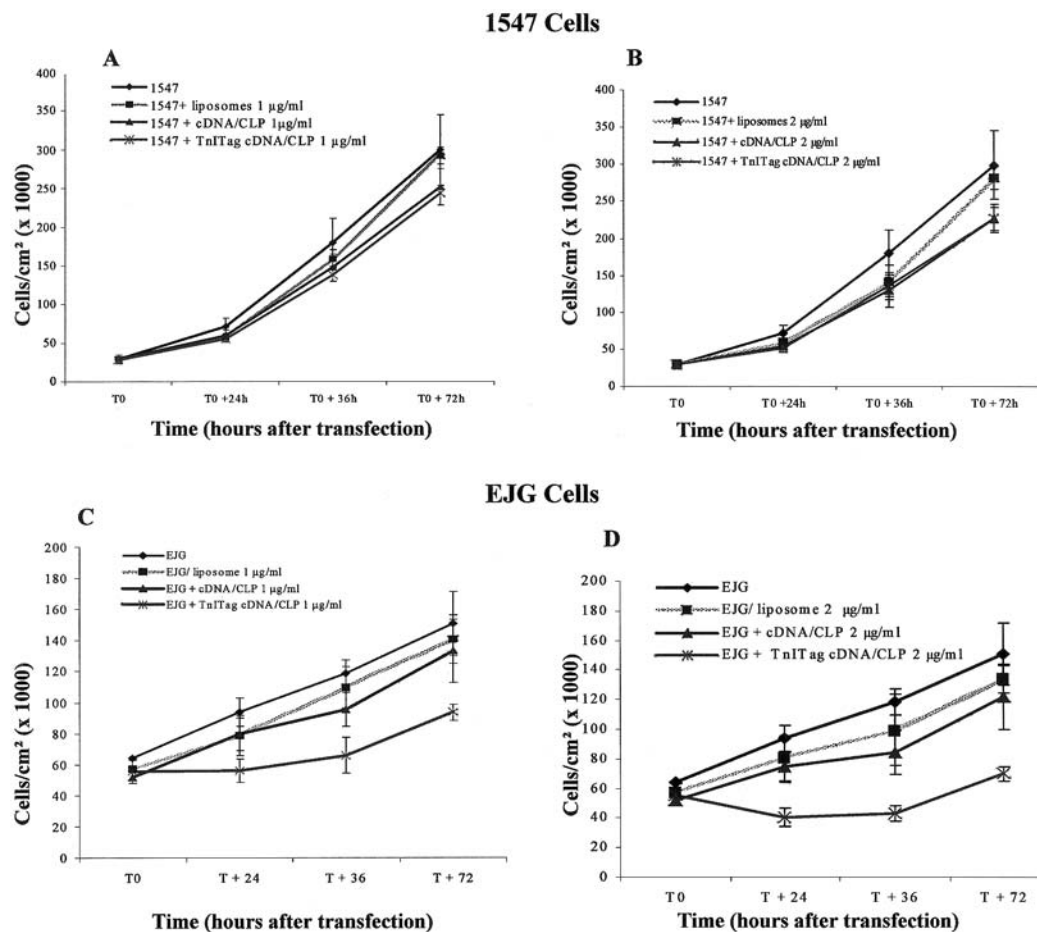 1547 Cells
A
1547
1547+ liposomes 1 µg/ml
1547 + cDNA/CLP 1µg/ml
1547 + TnITag cDNA/CLP 1 µg/ml
400
350
300
250
200
150
100
50
0
Cells/cm² (x 1000)
T0
T0 +24h
T0 + 36h
T0 + 72h
Time (hours after transfection)
B
1547
1547+ liposomes 2 µg/ml
1547 + cDNA/CLP 2 µg/ml
1547 + TnITag cDNA/CLP 2 µg/ml
400
350
300
250
200
150
100
50
0
Cells/cm² (x 1000)
T0
T0 +24h
T0 + 36h
T0 + 72h
Time (hours after transfection)
EJG Cells
C
EJG
EJG/ liposome 1 µg/ml
EJG + cDNA/CLP 1 µg/ml
EJG + TnITag cDNA/CLP 1 µg/ml
200
180
160
140
120
100
80
60
40
20
0
Cells/cm² (x 1000)
T0
T + 24
T + 36
T + 72
Time (hours after transfection)
D
EJG
EJG/ liposome 2 µg/ml
EJG + cDNA/CLP 2 µg/ml
EJG + TnITag cDNA/CLP 2 µg/ml
200
180
160
140
120
100
80
60
40
20
0
Cells/cm² (x 1000)
T0
T + 24
T + 36
T + 72
Time (hours after transfection)